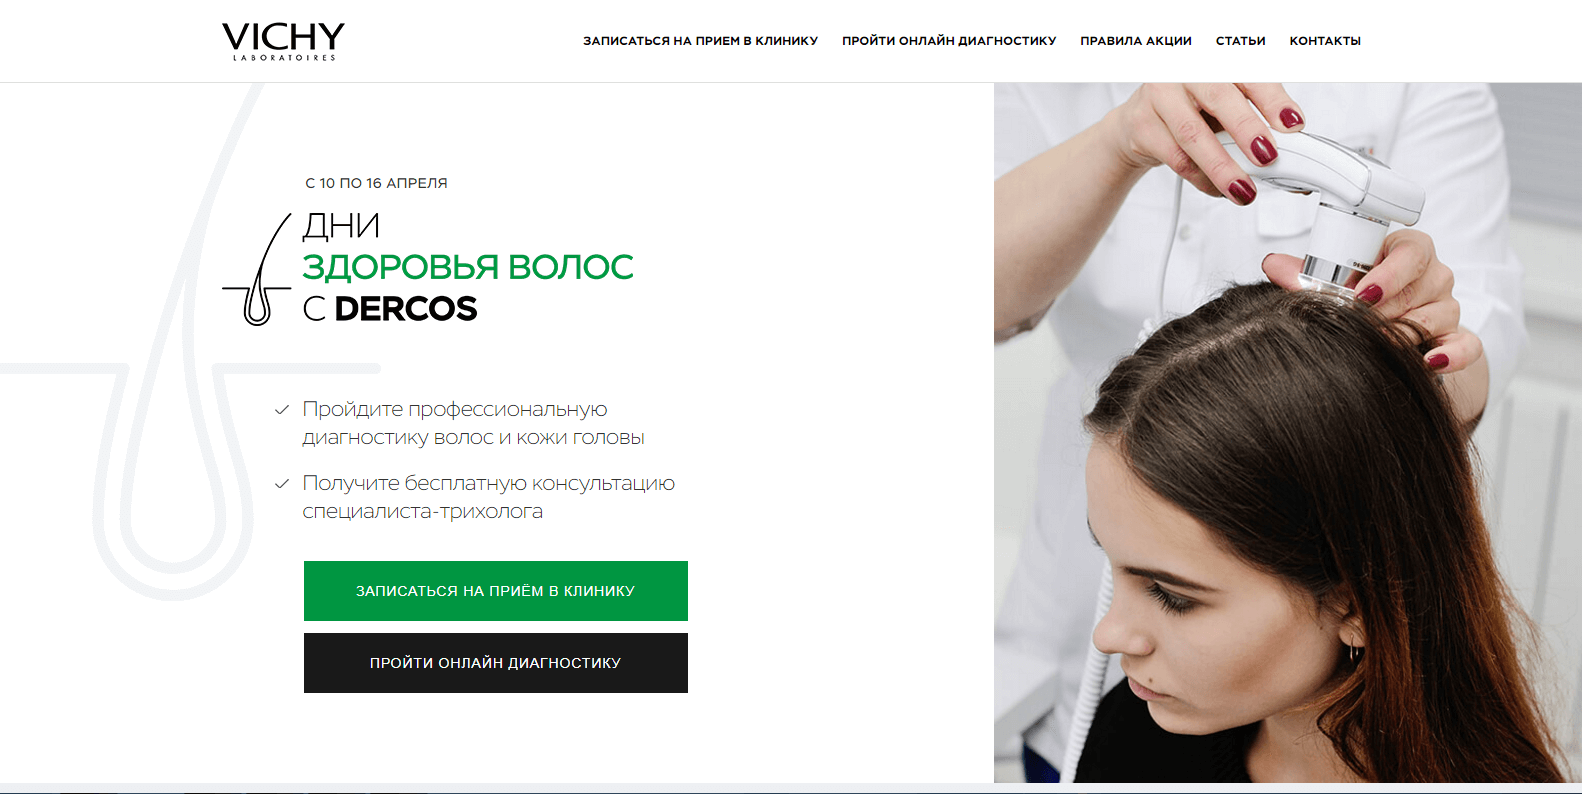 VICHY
LABORATOIRES
ЗАПИСАТЬСЯ НА ПРИЕМ В КЛИНИКУ
ПРОЙТИ ОНЛАЙН ДИАГНОСТИКУ
ПРАВИЛА АКЦИИ
СТАТЬИ
КОНТАКТЫ
С 10 ПО 16 АПРЕЛЯ
ДНИ
ЗДОРОВЬЯ ВОЛОС
С DERCOS
Пройдите профессиональную
диагностику волос и кожи головы
Получите бесплатную консультацию
специалиста-трихолога
ЗАПИСАТЬСЯ НА ПРИЁМ В КЛИНИКУ
ПРОЙТИ ОНЛАЙН ДИАГНОСТИКУ